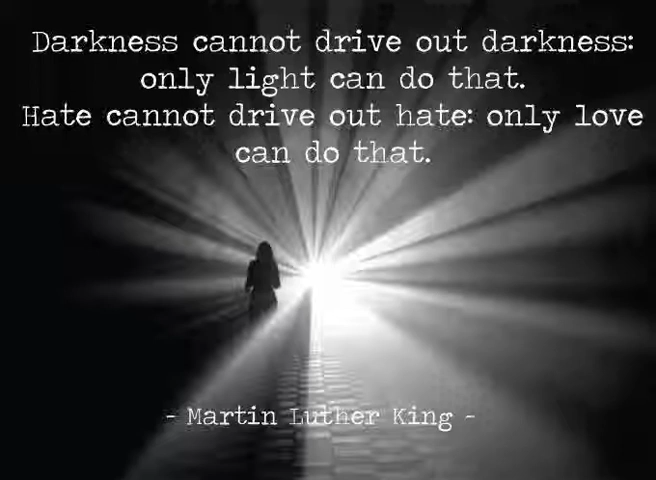 Darkness cannot drive out darkness:
only light can do that.
Hate cannot drive out hate: only love
can do that.
- Martin Luther King -